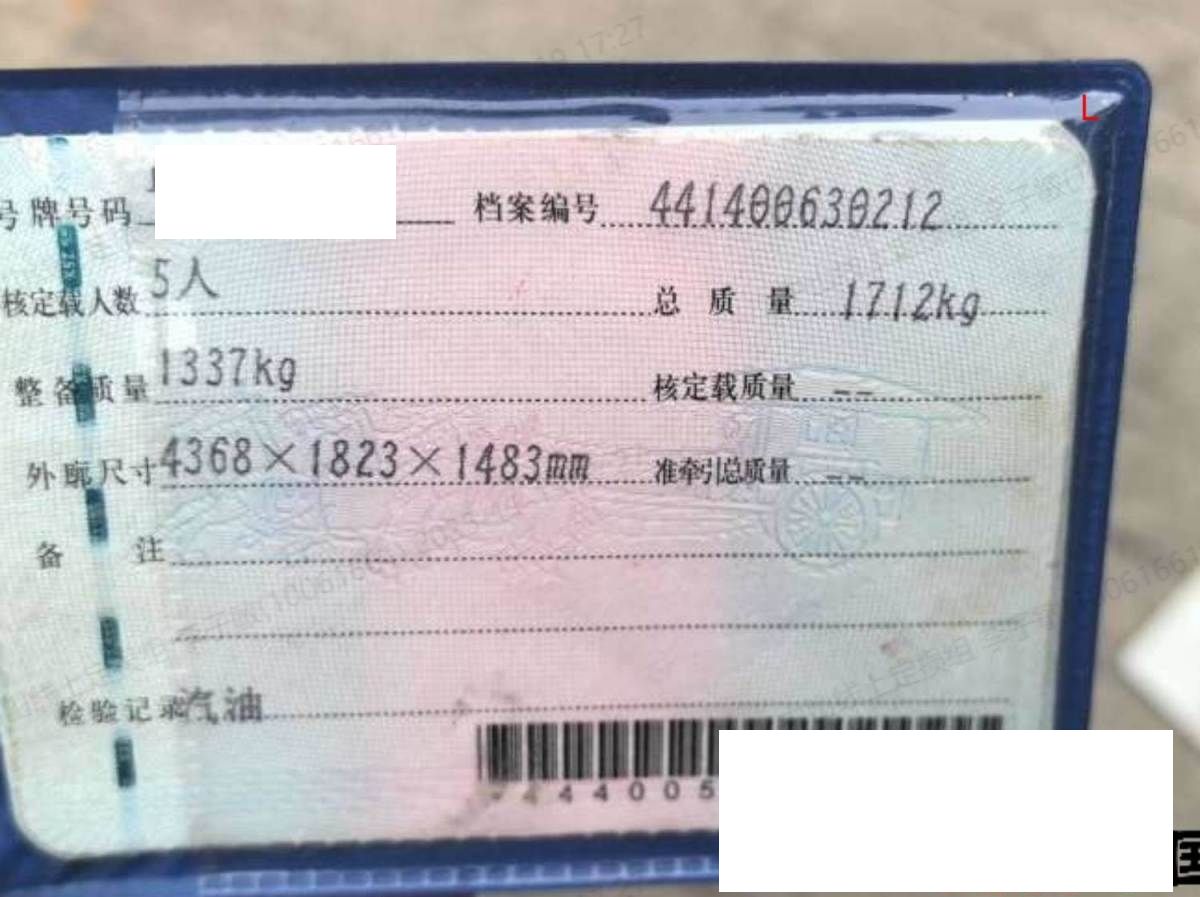 号牌号码 档案编号 441400630212
核定载人数 5人 总质量 1712kg
整备质量 1337kg 核定载质量 --
外廓尺寸 4368×1823×1483mm 准牵引总质量 --
备注
检验记录 汽油
444005